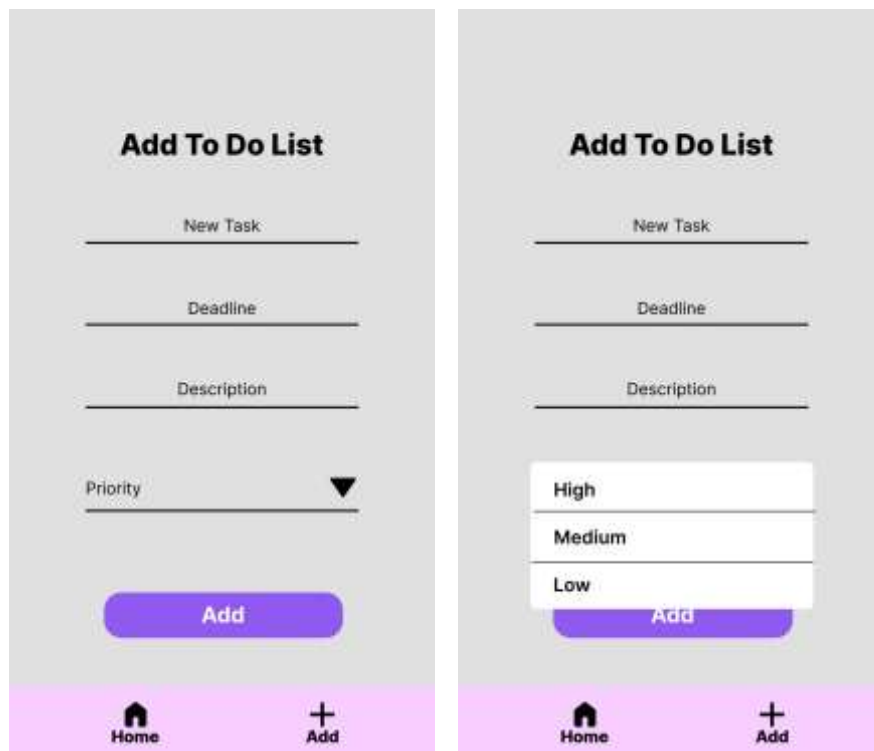 Add To Do List
New Task
Deadline
Description
Priority
Add
Home Add
Add To Do List
New Task
Deadline
Description
High
Medium
Low
Add
Home Add